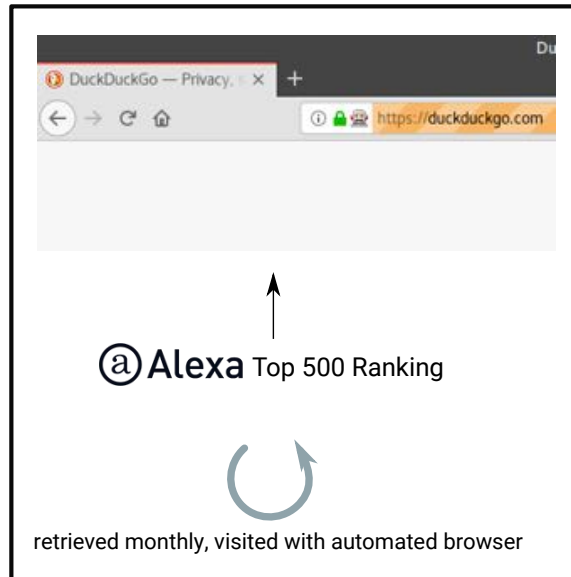 Du
DuckDuckGo — Privacy, s
https://duckduckgo.com
a Alexa Top 500 Ranking
retrieved monthly, visited with automated browser